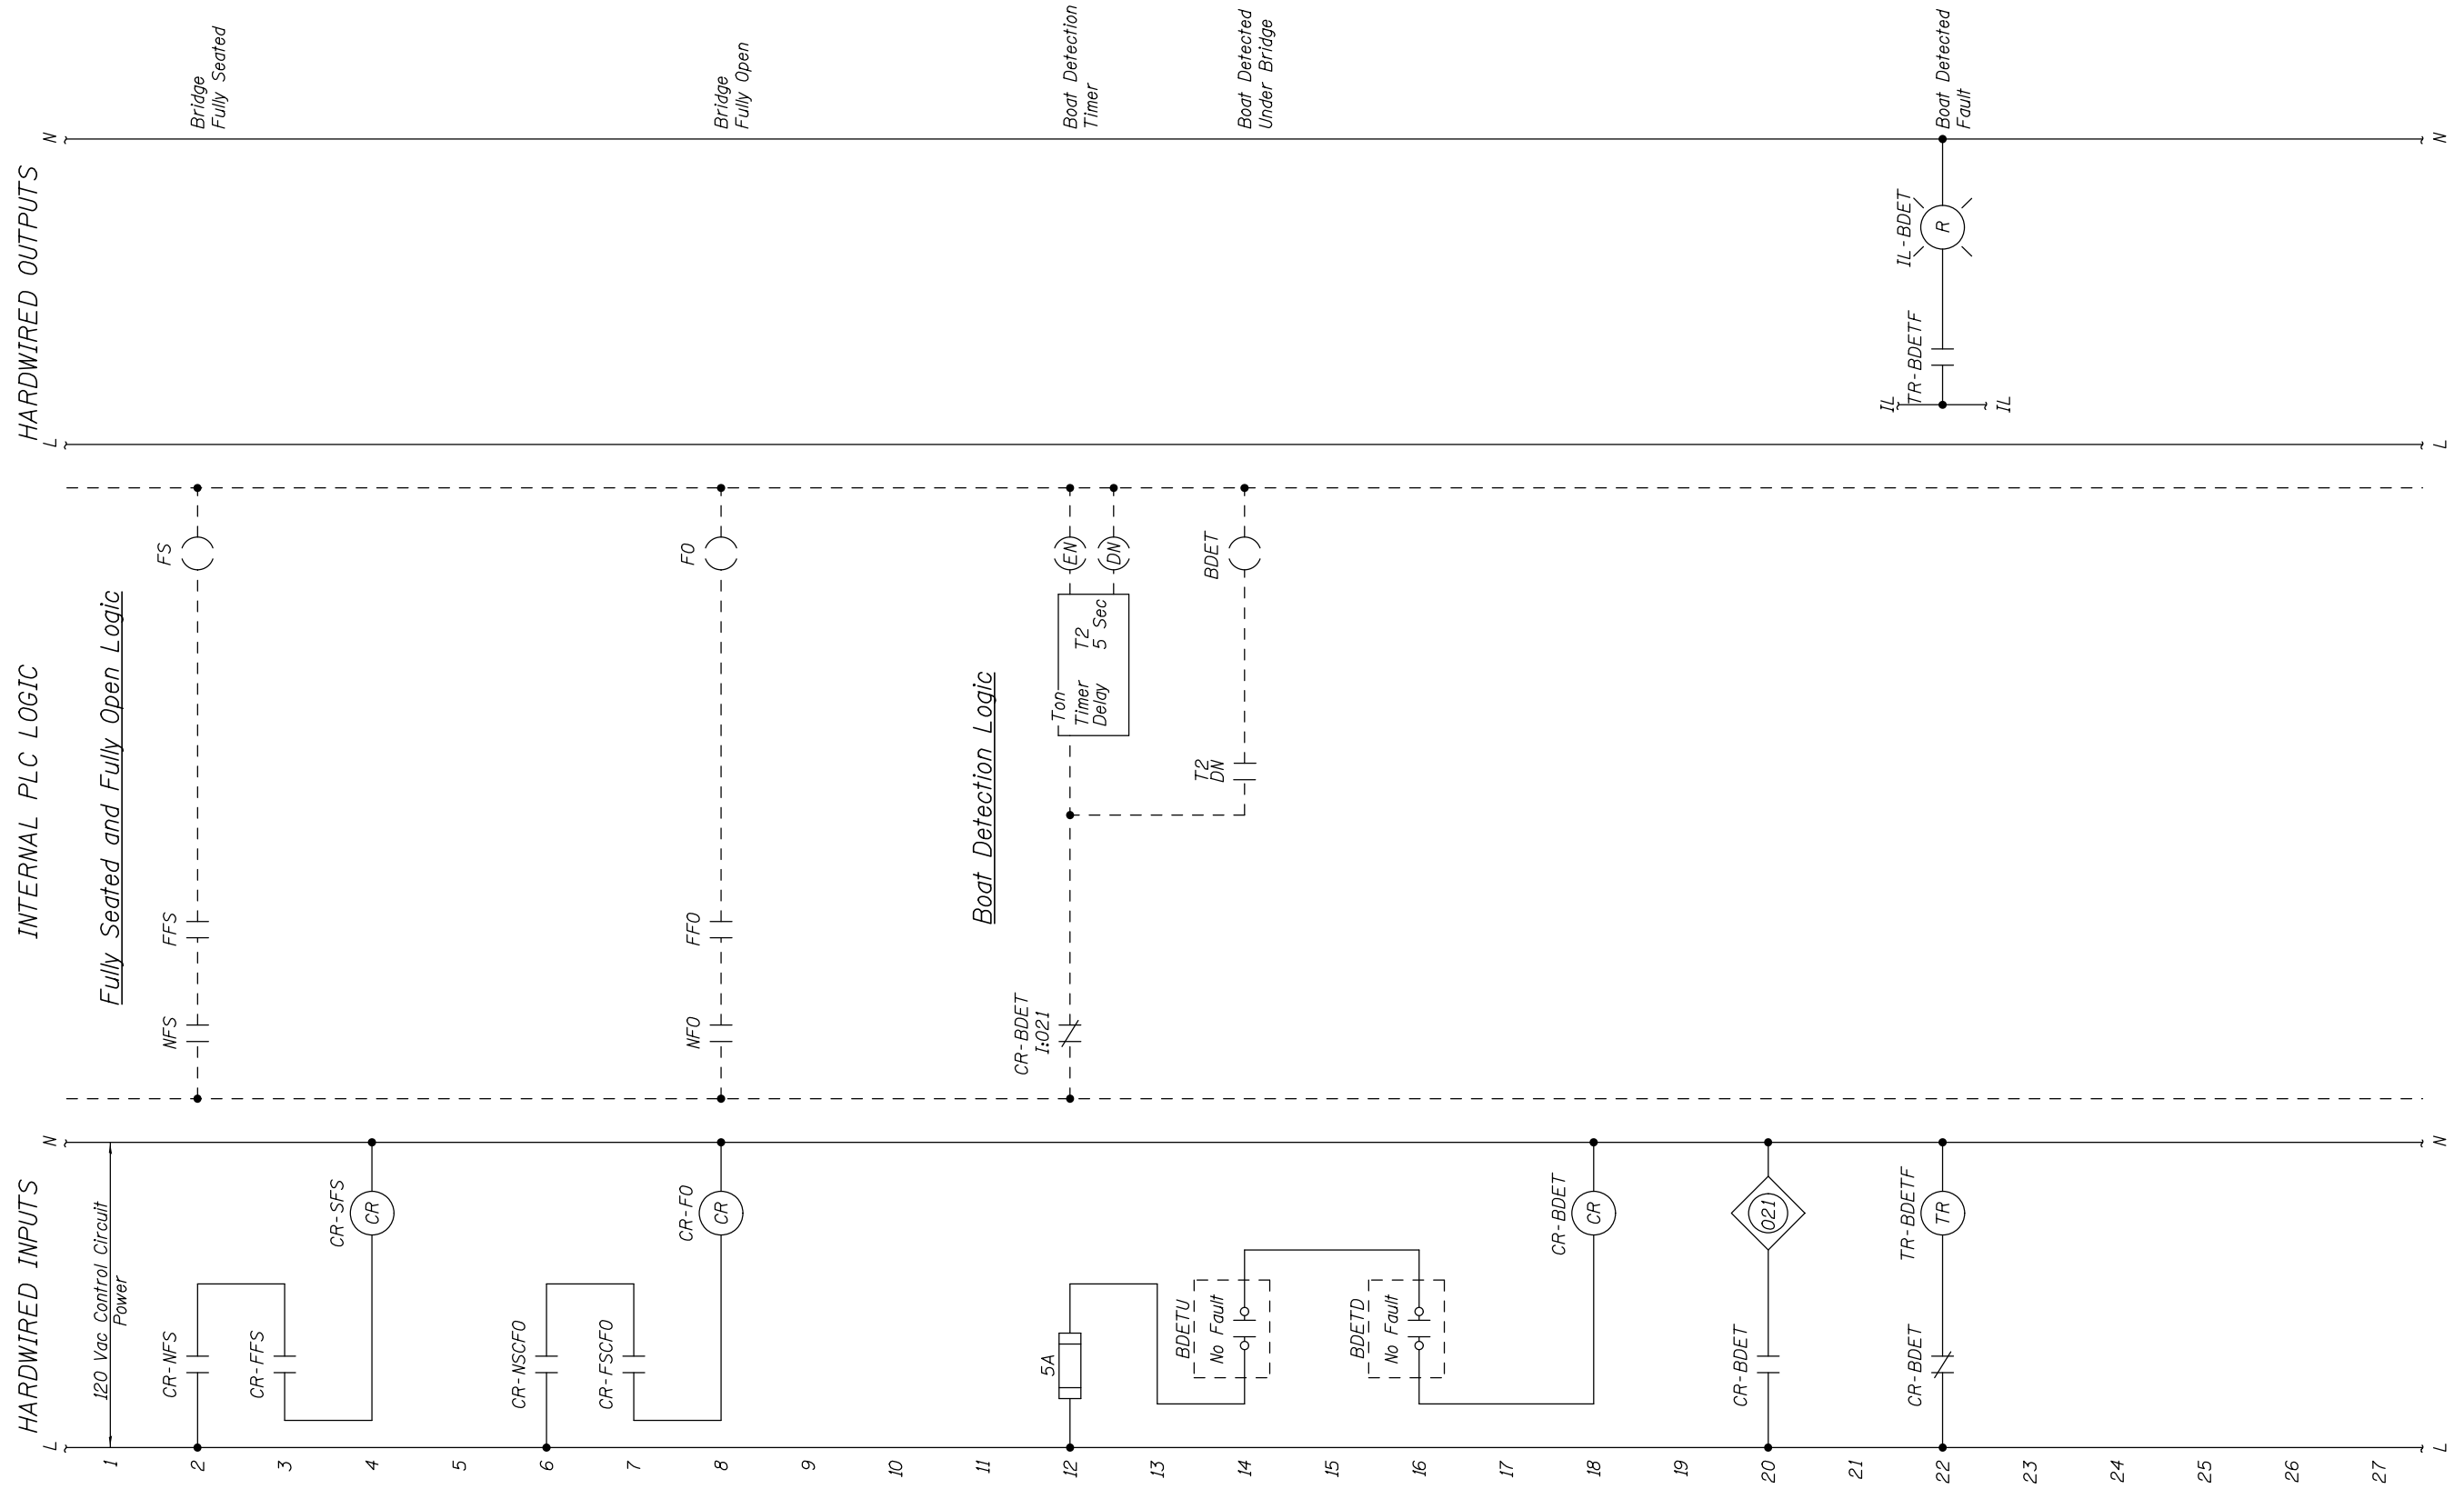 HARDWIRED INPUTS
INTERNAL PLC LOGIC
HARDWIRED OUTPUTS
L
N
L
N
1
120 Vac Control Circuit
Power
Fully Seated and Fully Open Logic
2
CR-NFS
NFS
FFS
FS
Bridge
Fully Seated
3
CR-FFS
4
CR-SFS
CR
5
6
CR-NSCFO
7
CR-FSCFO
8
CR-FO
CR
NFO
FFO
FO
Bridge
Fully Open
9
10
11
Boat Detection Logic
12
5A
CR-BDET
I:021
Ton
Timer T2
Delay 5 Sec
EN
DN
Boat Detection
Timer
13
14
BDETU
No Fault
T2
DN
BDET
Boat Detected
Under Bridge
15
16
BDETD
No Fault
17
18
CR-BDET
CR
19
20
CR-BDET
021
21
22
CR-BDET
TR-BDETF
TR
IL
IL
TR-BDETF
IL-BDET
R
Boat Detected
Fault
23
24
25
26
27
L
N
L
N